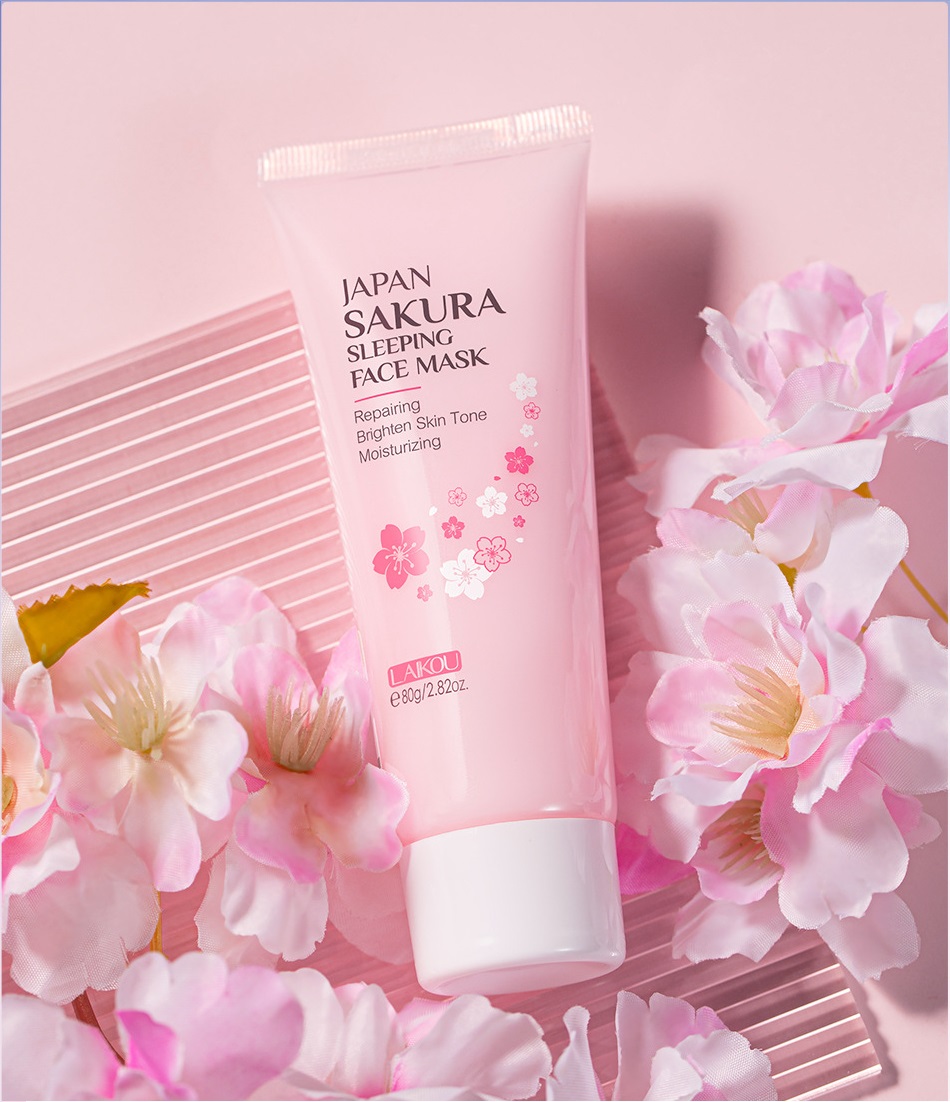 JAPAN
SAKURA
SLEEPING
FACE MASK
Repairing
Brighten Skin Tone
Moisturizing
LAIKOU
℮80g/2.82oz.